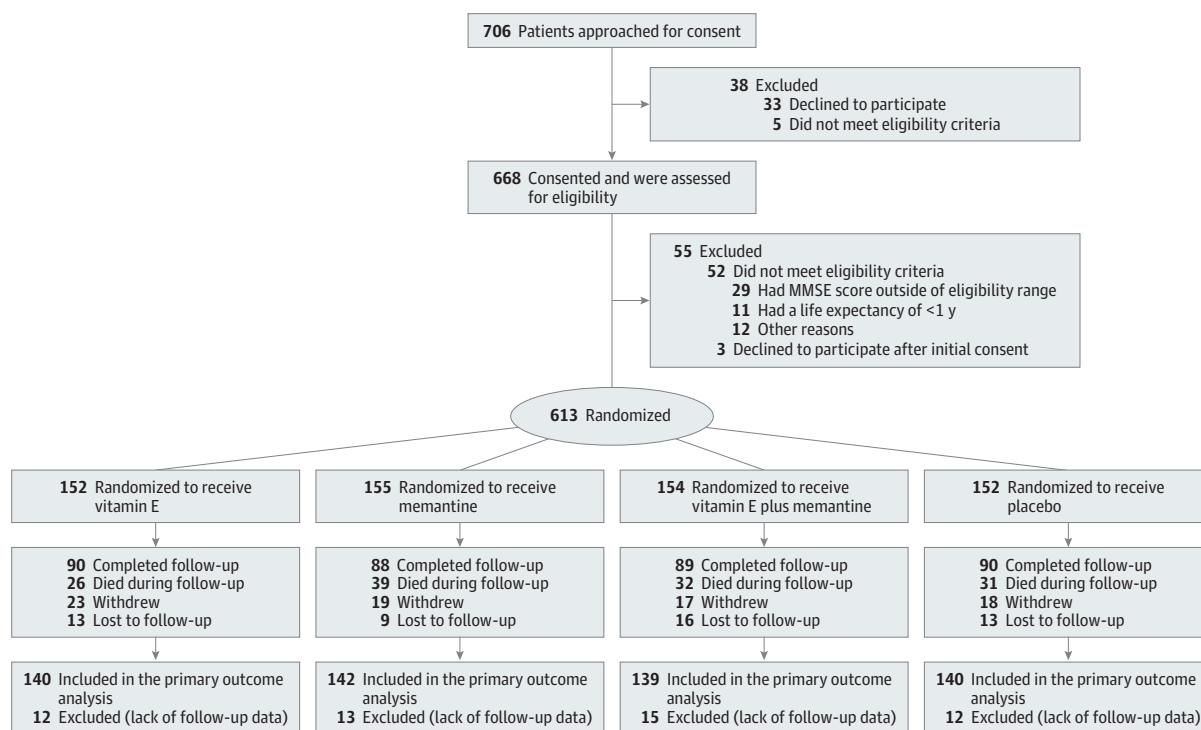 706 Patients approached for consent
38 Excluded
33 Declined to participate
5 Did not meet eligibility criteria
668 Consented and were assessed
for eligibility
55 Excluded
52 Did not meet eligibility criteria
29 Had MMSE score outside of eligibility range
11 Had a life expectancy of <1 y
12 Other reasons
3 Declined to participate after initial consent
613 Randomized
152 Randomized to receive
vitamin E
155 Randomized to receive
memantine
154 Randomized to receive
vitamin E plus memantine
152 Randomized to receive
placebo
90 Completed follow-up
26 Died during follow-up
23 Withdrew
13 Lost to follow-up
88 Completed follow-up
39 Died during follow-up
19 Withdrew
9 Lost to follow-up
89 Completed follow-up
32 Died during follow-up
17 Withdrew
16 Lost to follow-up
90 Completed follow-up
31 Died during follow-up
18 Withdrew
13 Lost to follow-up
140 Included in the primary outcome
analysis
12 Excluded (lack of follow-up data)
142 Included in the primary outcome
analysis
13 Excluded (lack of follow-up data)
139 Included in the primary outcome
analysis
15 Excluded (lack of follow-up data)
140 Included in the primary outcome
analysis
12 Excluded (lack of follow-up data)